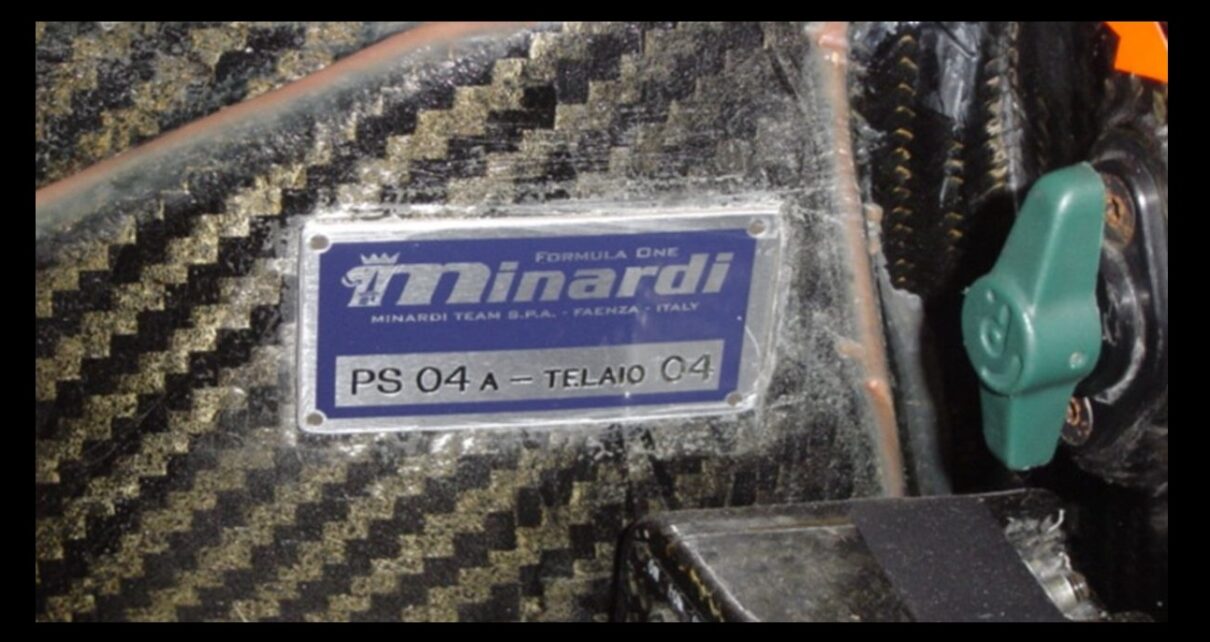 FORMULA ONE
Minardi
MINARDI TEAM S.P.A. - FAENZA - ITALY
PS 04 A - TELAIO 04